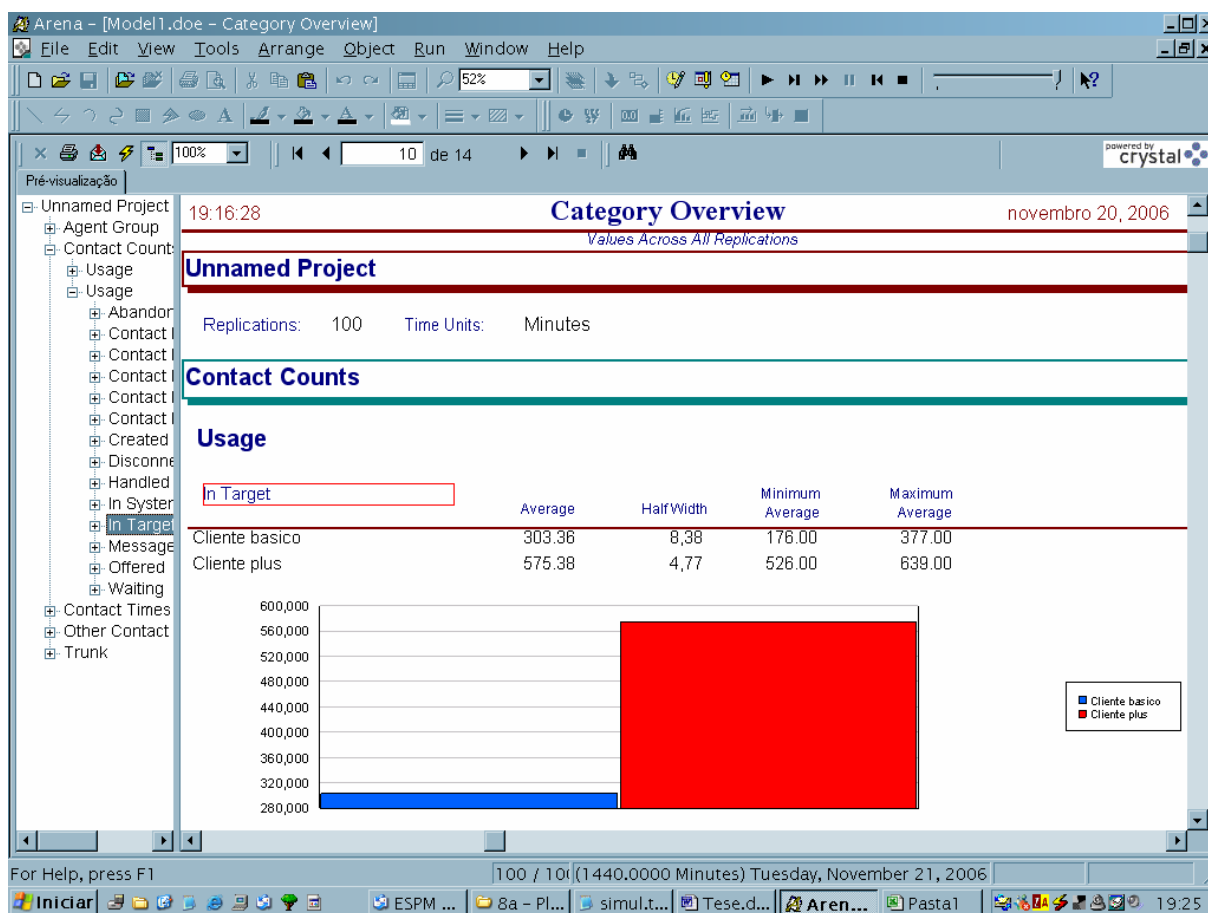 Arena - [Model1.doe - Category Overview]
File Edit View Tools Arrange Object Run Window Help
52%
100% 10 de 14 powered by crystal
Pré-visualização
Unnamed Project
Agent Group
Contact Count
Usage
Usage
Abandon
Contact
Contact
Contact
Contact
Contact
Created
Disconne
Handled
In System
In Target
Message
Offered
Waiting
Contact Times
Other Contact
Trunk
19:16:28 Category Overview novembro 20, 2006
Values Across All Replications
Unnamed Project
Replications: 100 Time Units: Minutes
Contact Counts
Usage
In Target Average Half Width Minimum Average Maximum Average
Cliente basico 303.36 8,38 176.00 377.00
Cliente plus 575.38 4,77 526.00 639.00
600,000
560,000
520,000
480,000
440,000
400,000
360,000
320,000
280,000
Cliente basico
Cliente plus
For Help, press F1 100 / 10 (1440.0000 Minutes) Tuesday, November 21, 2006
Iniciar ESPM ... 8a - Pl... simul.t... Tese.d... Aren... Pasta1 19:25